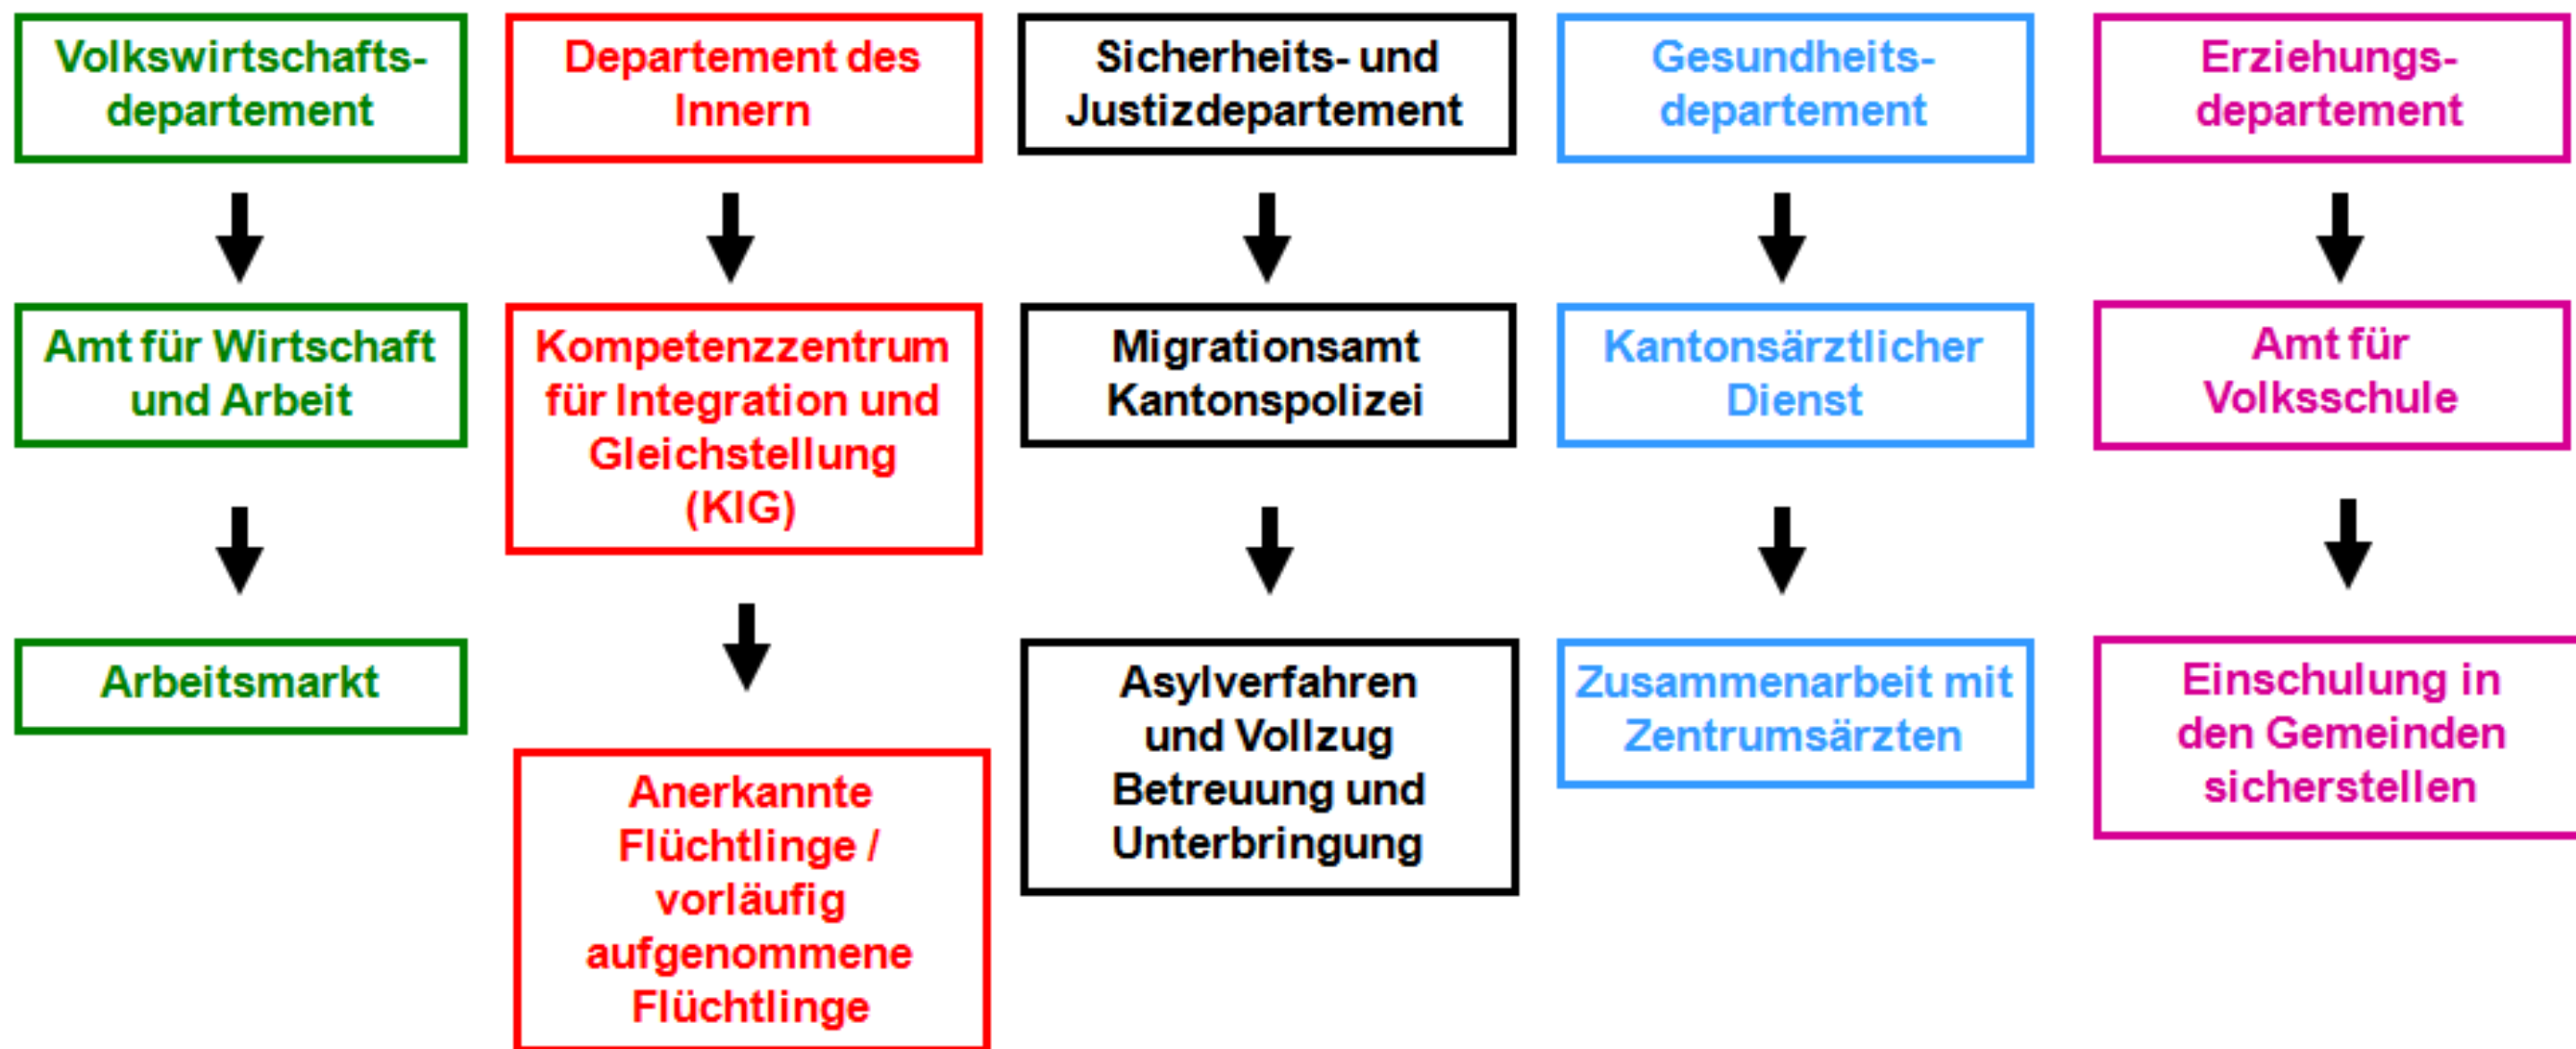 Volkswirtschafts-
departement
Departement des
Innern
Sicherheits- und
Justizdepartement
Gesundheits-
departement
Erziehungs-
departement
Amt für Wirtschaft
und Arbeit
Kompetenzzentrum
für Integration und
Gleichstellung
(KIG)
Migrationsamt
Kantonspolizei
Kantonsärztlicher
Dienst
Amt für
Volksschule
Arbeitsmarkt
Anerkannte
Flüchtlinge /
vorläufig
aufgenommene
Flüchtlinge
Asylverfahren
und Vollzug
Betreuung und
Unterbringung
Zusammenarbeit mit
Zentrumsärzten
Einschulung in
den Gemeinden
sicherstellen